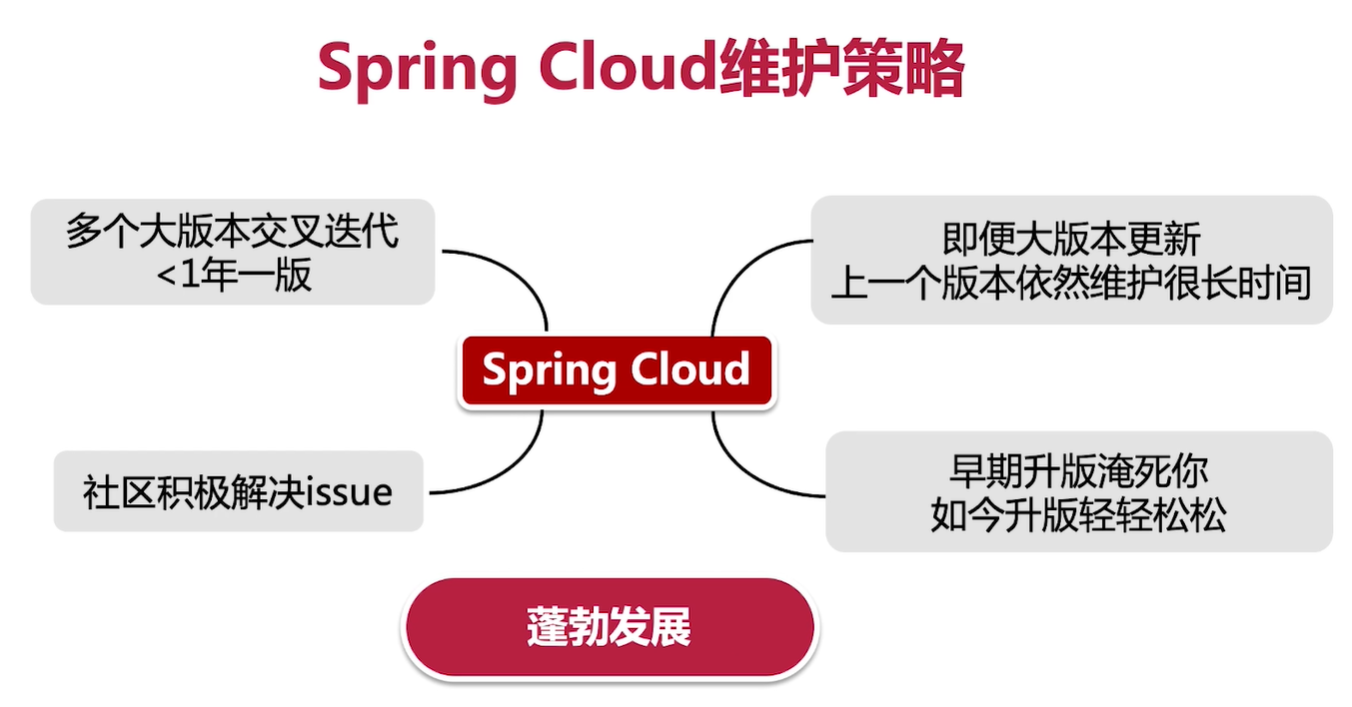 Spring Cloud维护策略
多个大版本交叉迭代
<1年一版
即便大版本更新
上一个版本依然维护很长时间
Spring Cloud
社区积极解决issue
早期升版淹死你
如今升版轻轻松松
蓬勃发展